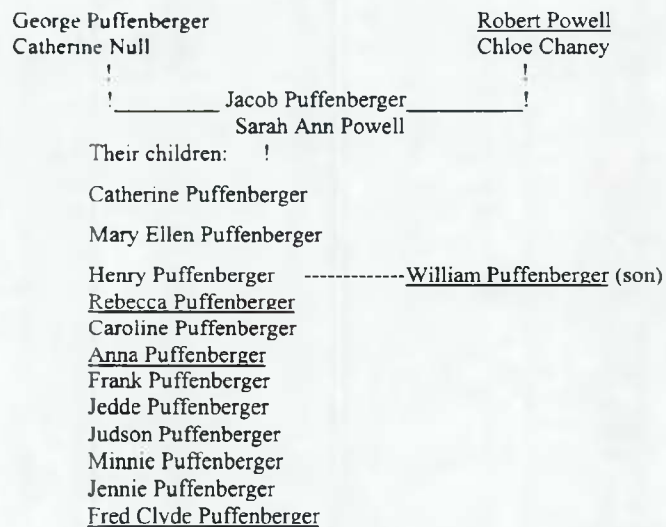 George Puffenberger Robert Powell
Catherine Null Chloe Chaney
! !
!________ Jacob Puffenberger________!
Sarah Ann Powell
Their children: !
Catherine Puffenberger
Mary Ellen Puffenberger
Henry Puffenberger -------------William Puffenberger (son)
Rebecca Puffenberger
Caroline Puffenberger
Anna Puffenberger
Frank Puffenberger
Jedde Puffenberger
Judson Puffenberger
Minnie Puffenberger
Jennie Puffenberger
Fred Clyde Puffenberger